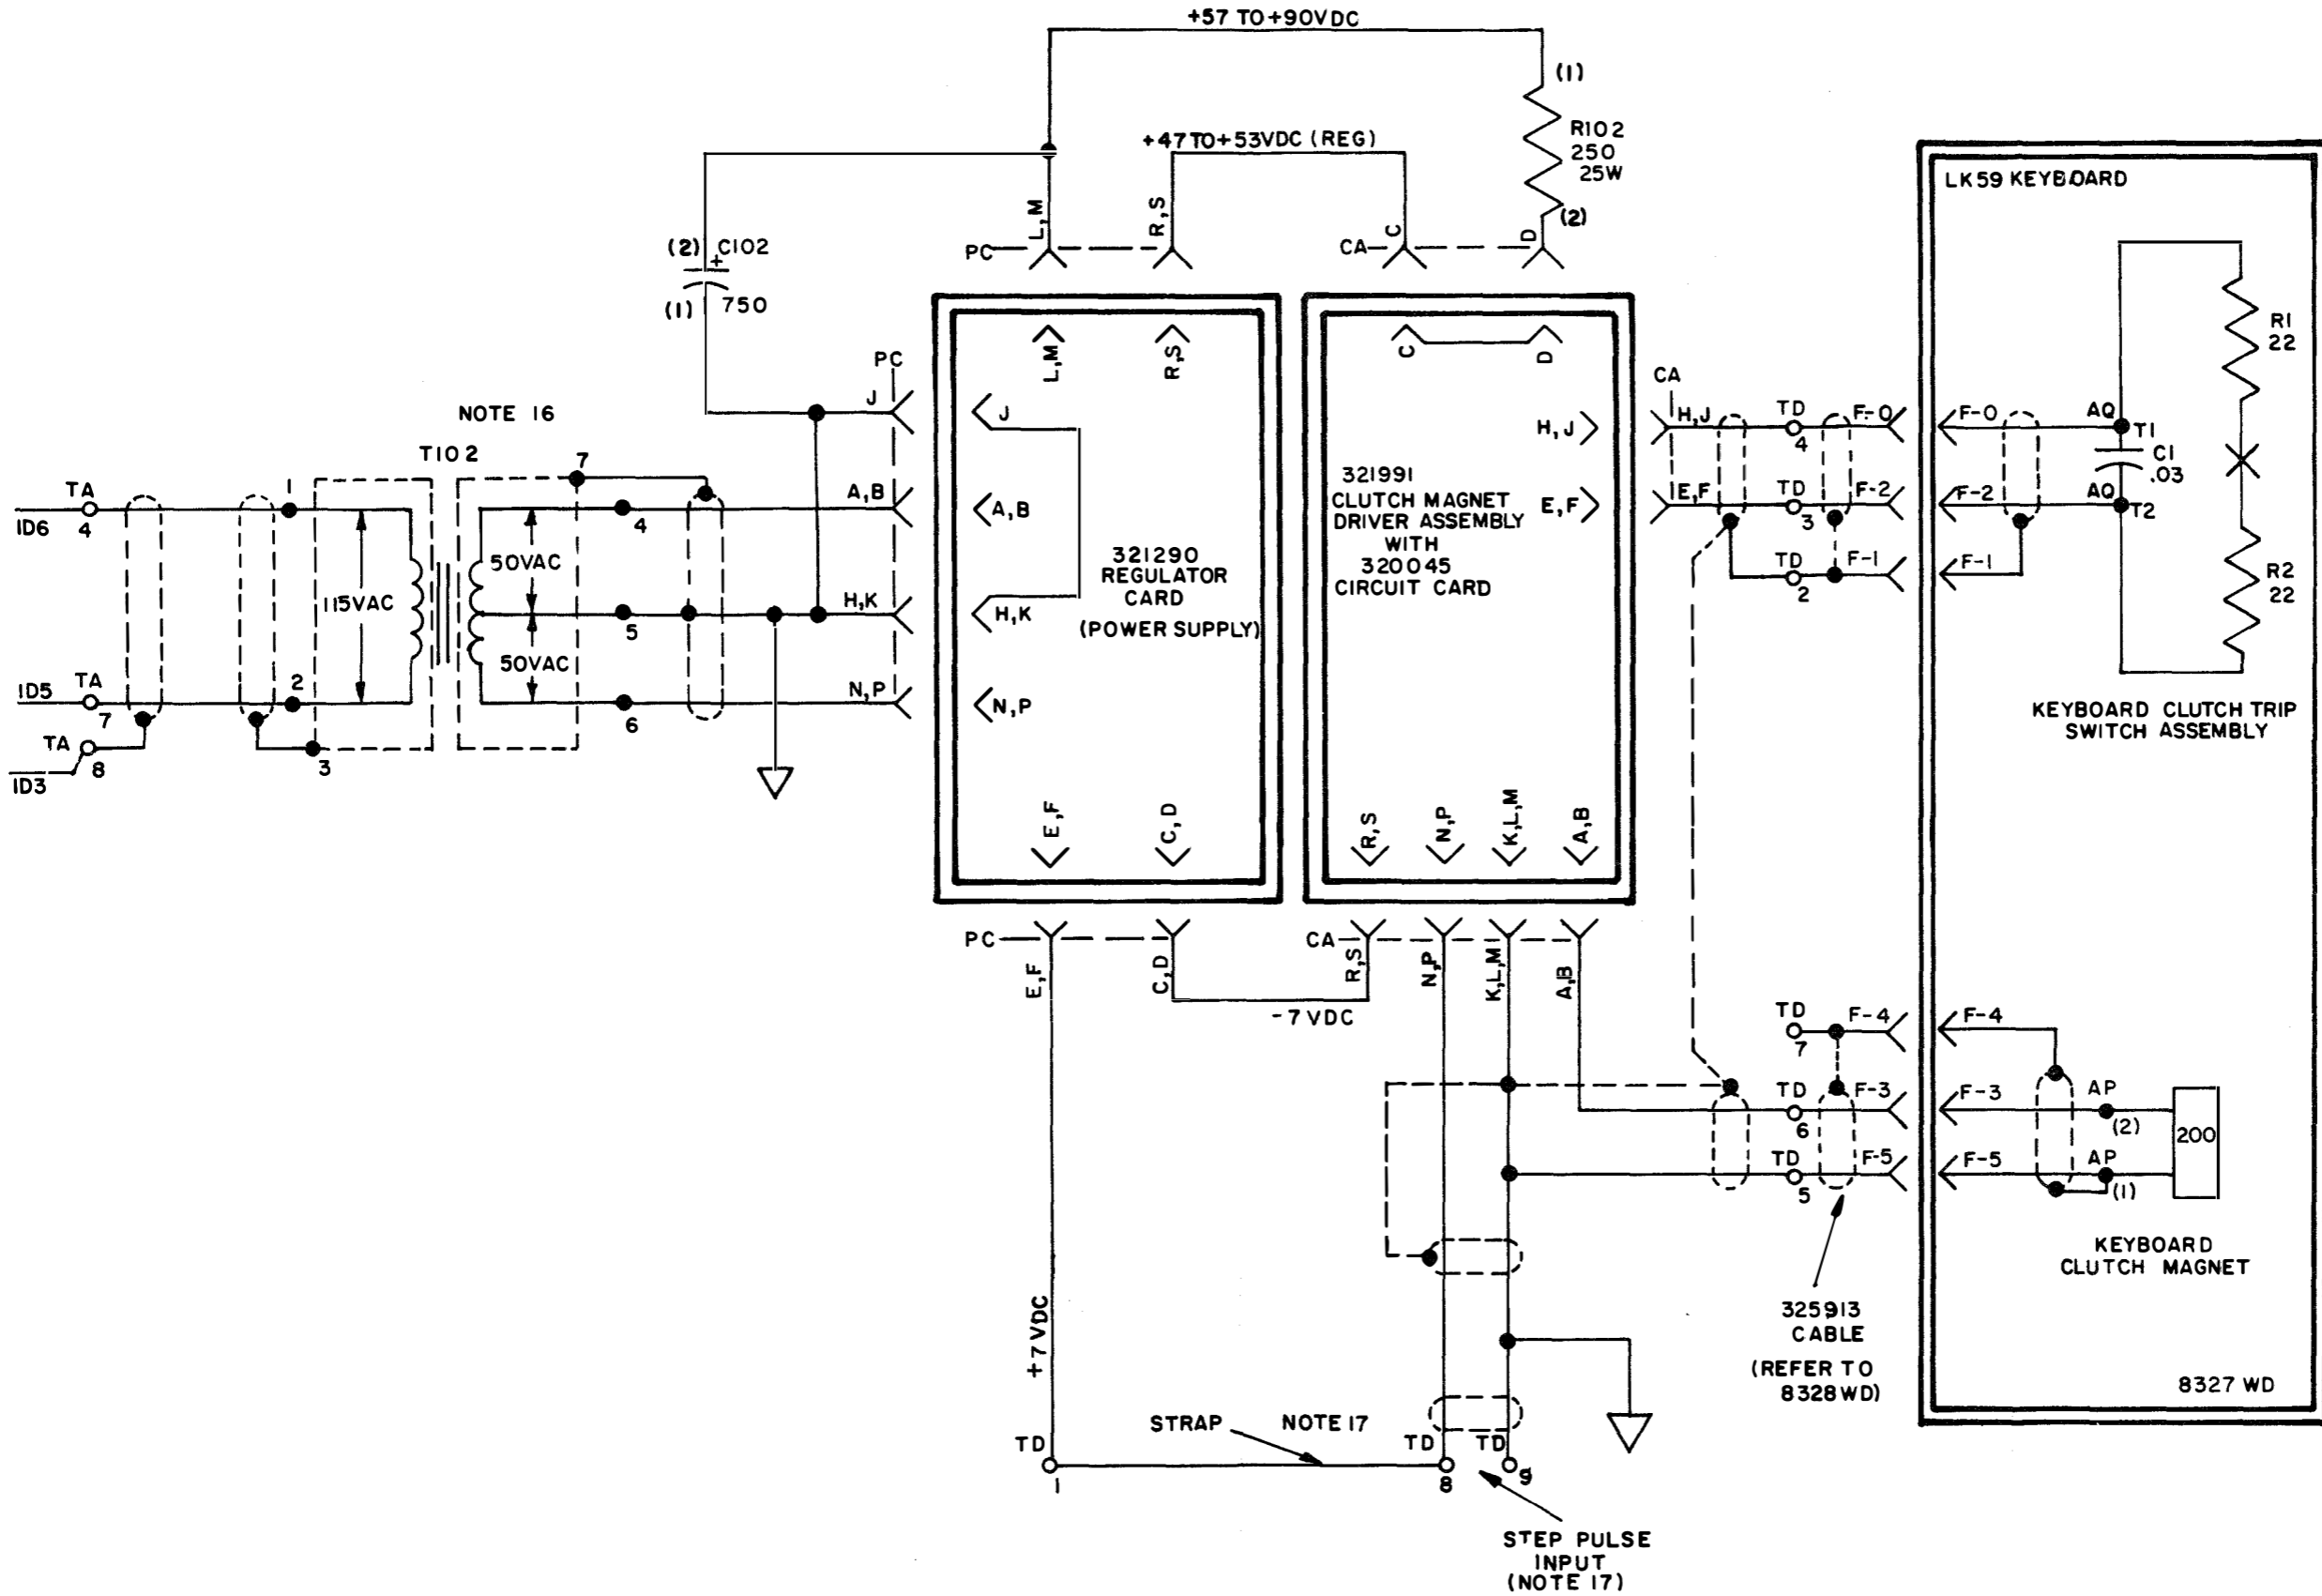 +57 TO+90VDC
(1)
R102
250
25W
(2)
+47TO+53VDC (REG)
L,M
R,S
PC
CA
C
D
(2) C102
+
(1) 750
LK59 KEYBOARD
R1
22
PC
J
J
L,M
R,S
C
D
CA
H,J
H,J
TD
4
F-0
F-0
AQ
T1
C1
.03
NOTE 16
T102
7
TA
1
ID6
4
A,B
A,B
4
50VAC
115VAC
321290
REGULATOR
CARD
(POWER SUPPLY)
321991
CLUTCH MAGNET
DRIVER ASSEMBLY
WITH
320045
CIRCUIT CARD
E,F
E,F
TD
3
F-2
F-2
AQ
T2
TD
2
F-1
F-1
R2
22
H,K
H,K
5
50VAC
TA
ID5
7
2
N,P
N,P
6
TA
8
ID3
3
KEYBOARD CLUTCH TRIP
SWITCH ASSEMBLY
E,F
C,D
R,S
N,P
K,L,M
A,B
PC
CA
E,F
C,D
R,S
N,P
K,L,M
A,B
-7 VDC
TD
7
F-4
F-4
TD
6
F-3
F-3
AP
(2)
200
TD
5
F-5
F-5
AP
(1)
KEYBOARD
CLUTCH MAGNET
+7 VDC
325913
CABLE
(REFER TO
8328WD)
8327 WD
STRAP NOTE 17
TD
1
TD
8
TD
9
STEP PULSE
INPUT
(NOTE 17)